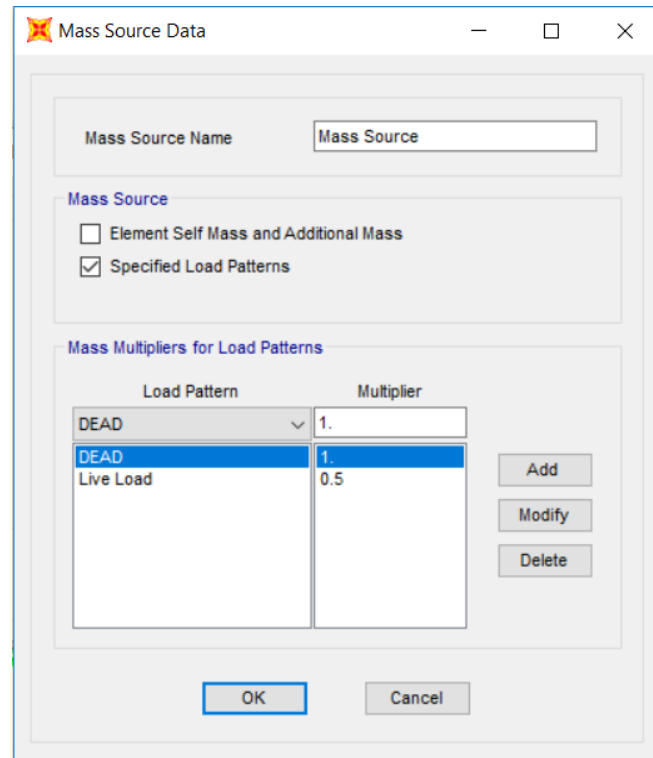 Mass Source Data
Mass Source Name Mass Source
Mass Source
Element Self Mass and Additional Mass
Specified Load Patterns
Mass Multipliers for Load Patterns
Load Pattern Multiplier
DEAD 1.
DEAD 1.
Live Load 0.5
Add
Modify
Delete
OK Cancel